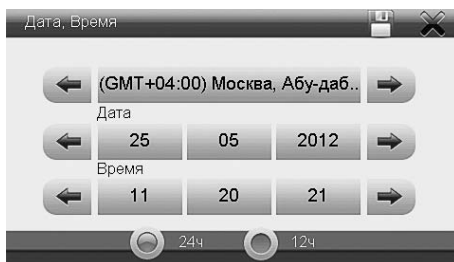 Дата, Время
(GMT+04:00) Москва, Абу-даб..
Дата
25 05 2012
Время
11 20 21
24ч 12ч